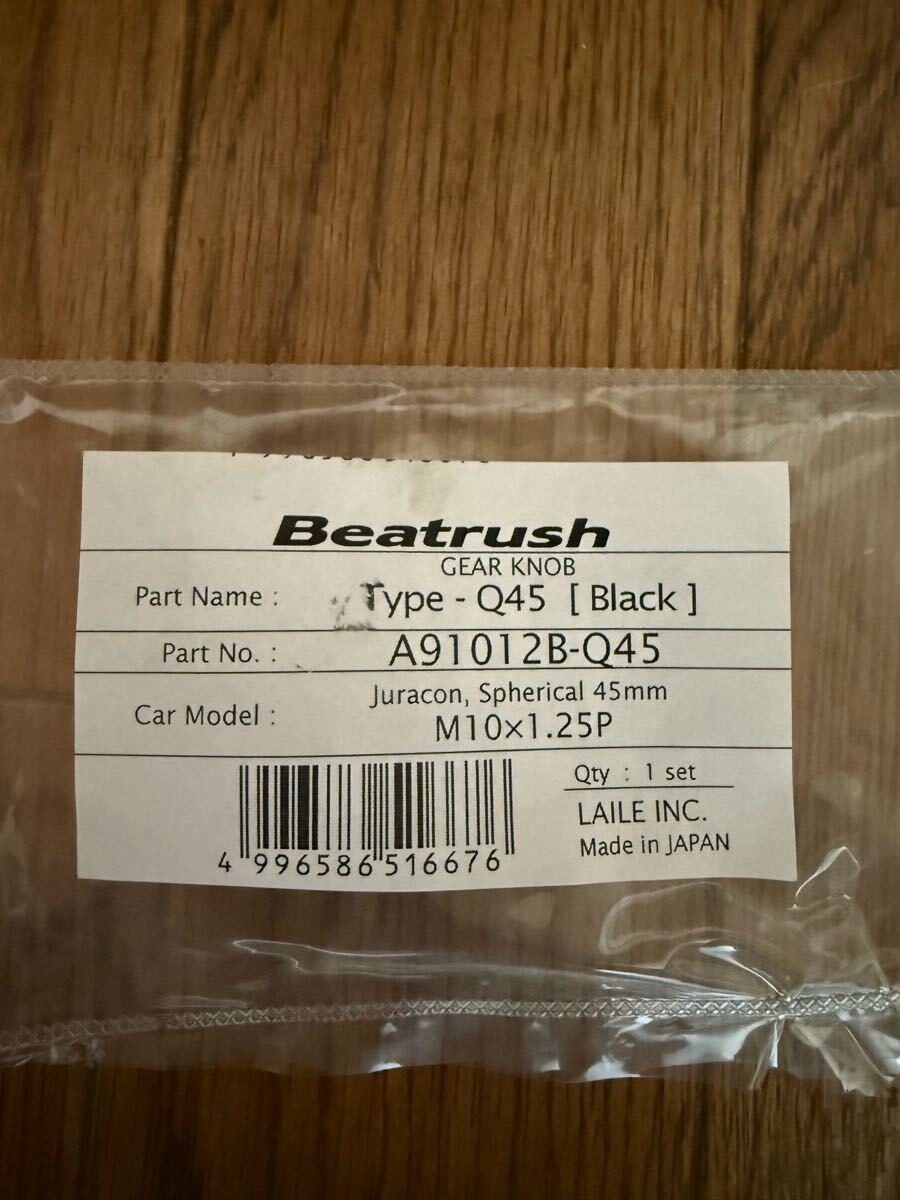 Beatrush
GEAR KNOB
Part Name : Type - Q45 [ Black ]
Part No. : A91012B-Q45
Juracon, Spherical 45mm
Car Model : M10×1.25P
Qty : 1 set
LAILE INC.
Made in JAPAN
4 996586 516676